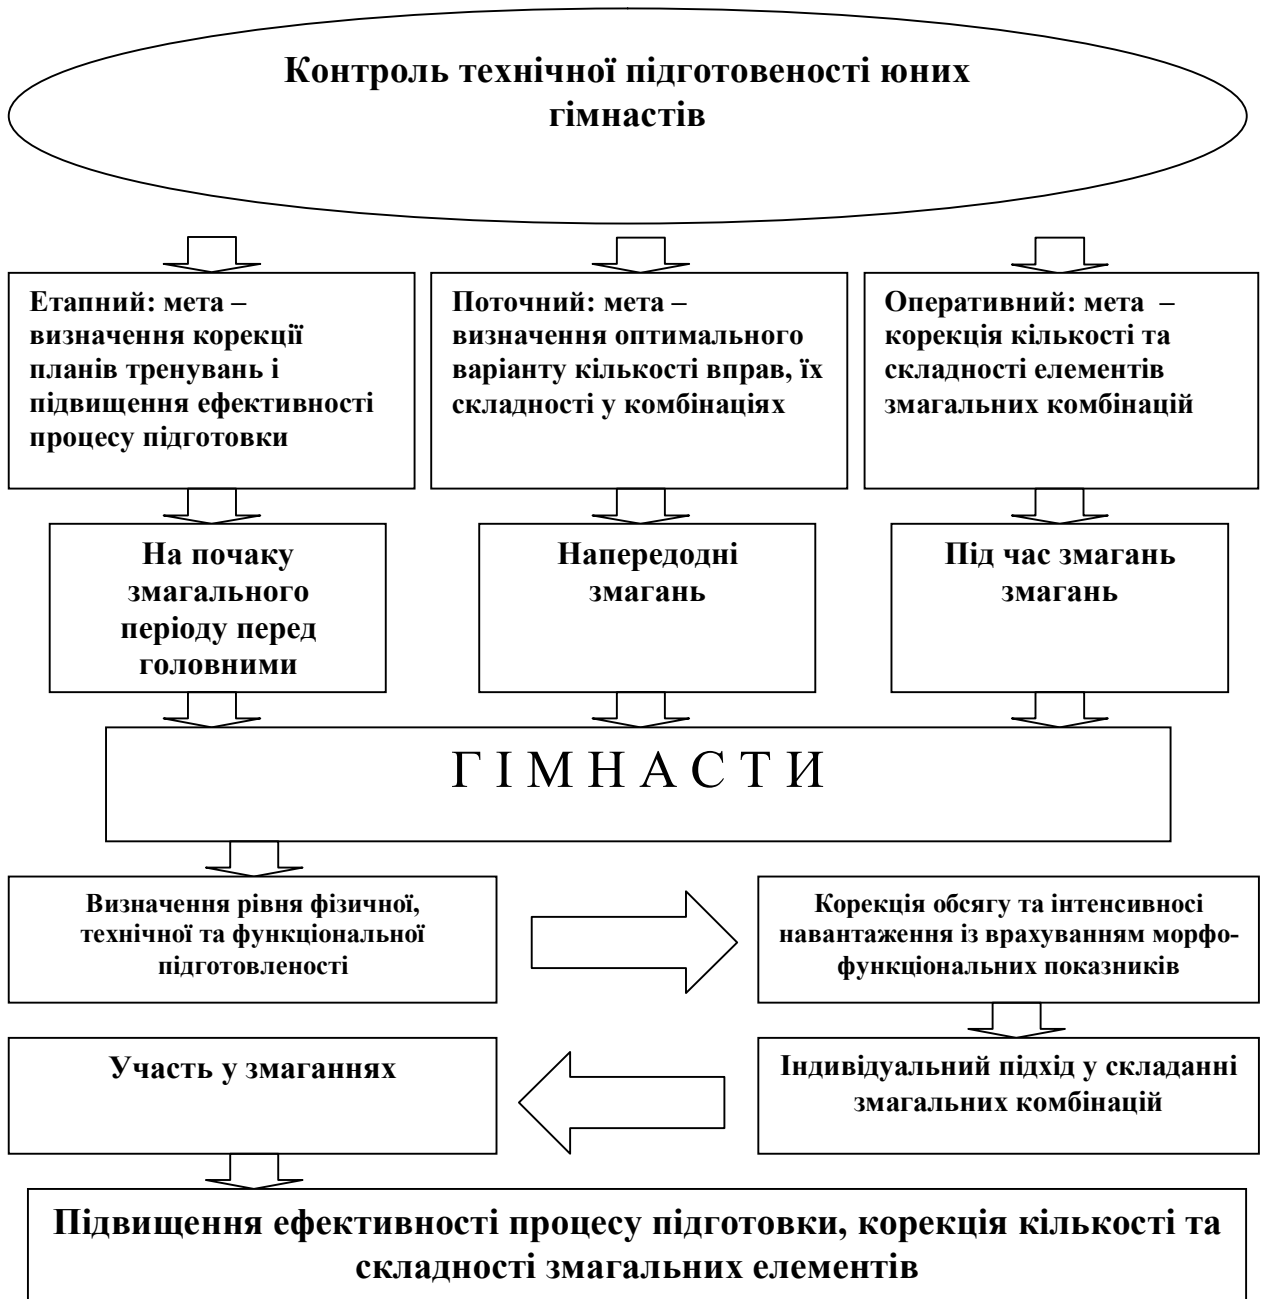 Контроль технічної підготовеності юних
гімнастів
Етапний: мета –
визначення корекції
планів тренувань і
підвищення ефективності
процесу підготовки
Поточний: мета –
визначення оптимального
варіанту кількості вправ, їх
складності у комбінаціях
Оперативний: мета –
корекція кількості та
складності елементів
змагальних комбінацій
На почаку
змагального
періоду перед
головними
Напередодні
змагань
Під час змагань
змагань
Г І М Н А С Т И
Визначення рівня фізичної,
технічної та функціональної
підготовленості
Корекція обсягу та інтенсивносі
навантаження із врахуванням морфо-
функціональних показників
Участь у змаганнях
Індивідуальний підхід у складанні
змагальних комбінацій
Підвищення ефективності процесу підготовки, корекція кількості та
складності змагальних елементів